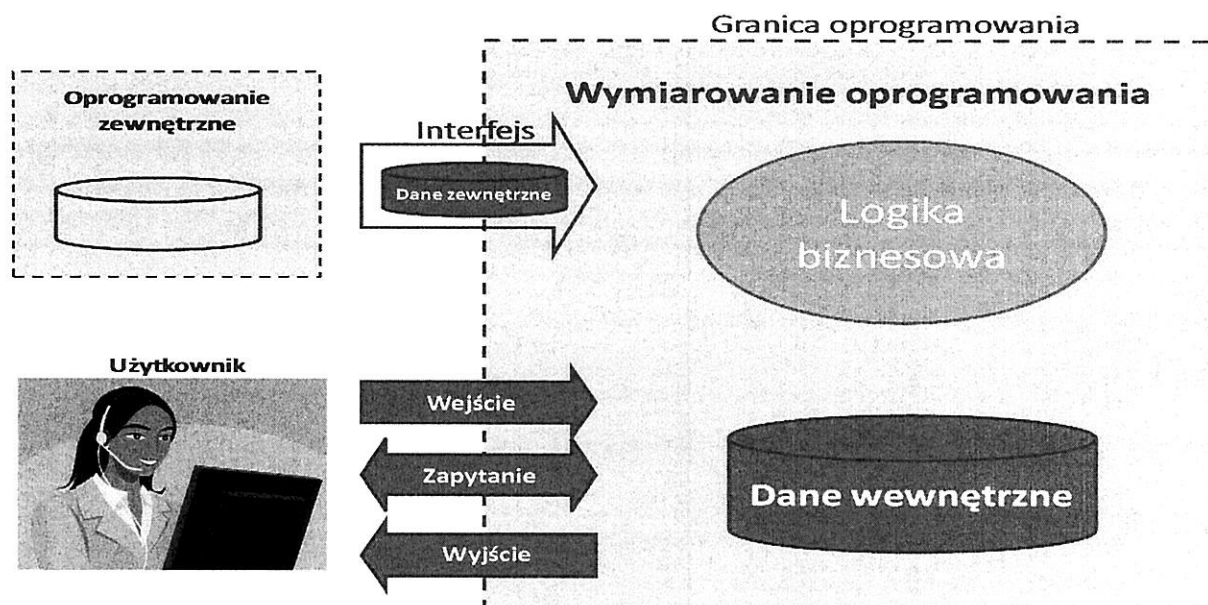 Granica oprogramowania
Oprogramowanie
zewnętrzne
Wymiarowanie oprogramowania
Interfejs
Dane zewnętrzne
Logika
biznesowa
Użytkownik
Wejście
Zapytanie
Wyjście
Dane wewnętrzne